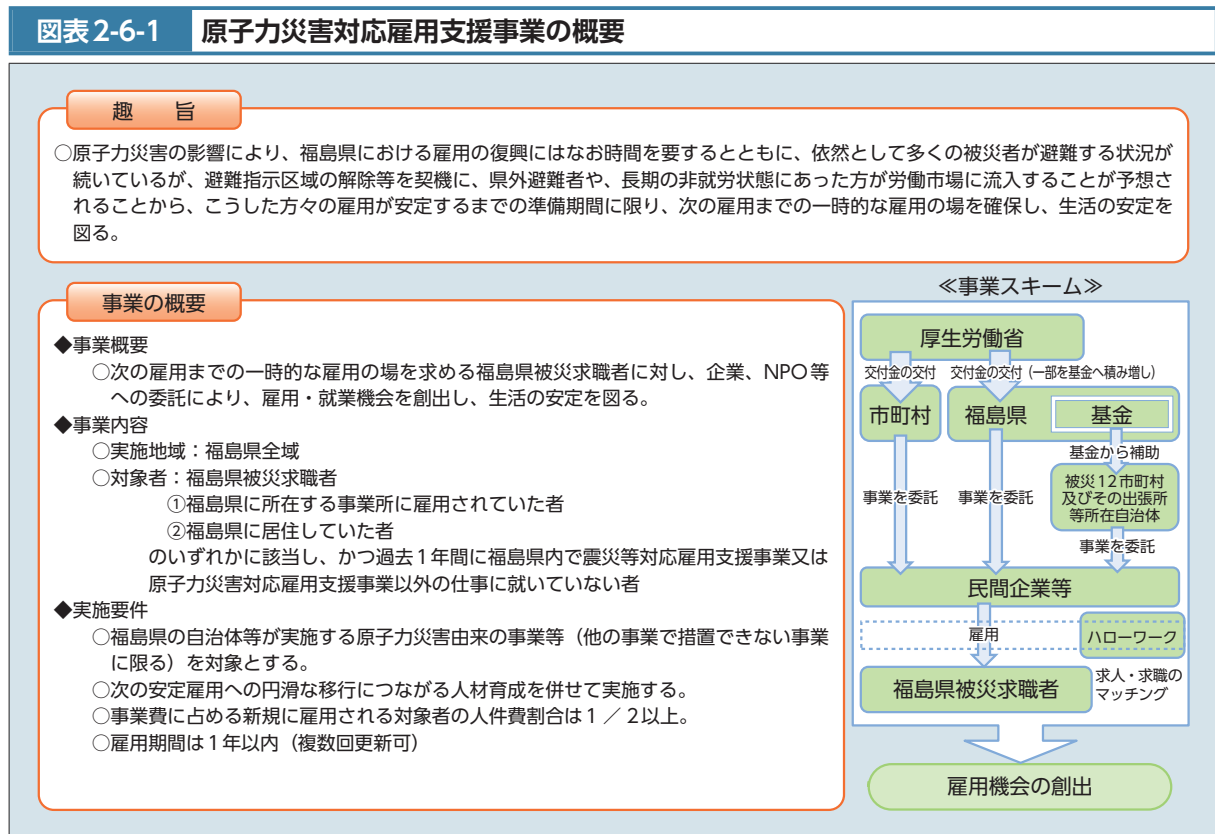 図表2-6-1 原子力災害対応雇用支援事業の概要
趣 旨
○原子力災害の影響により、福島県における雇用の復興にはなお時間を要するとともに、依然として多くの被災者が避難する状況が
続いているが、避難指示区域の解除等を契機に、県外避難者や、長期の非就労状態にあった方が労働市場に流入することが予想さ
れることから、こうした方々の雇用が安定するまでの準備期間に限り、次の雇用までの一時的な雇用の場を確保し、生活の安定を
図る。
事業の概要
◆事業概要
○次の雇用までの一時的な雇用の場を求める福島県被災求職者に対し、企業、NPO等
への委託により、雇用・就業機会を創出し、生活の安定を図る。
◆事業内容
○実施地域：福島県全域
○対象者：福島県被災求職者
①福島県に所在する事業所に雇用されていた者
②福島県に居住していた者
のいずれかに該当し、かつ過去1年間に福島県内で震災等対応雇用支援事業又は
原子力災害対応雇用支援事業以外の仕事に就いていない者
◆実施要件
○福島県の自治体等が実施する原子力災害由来の事業等（他の事業で措置できない事業
に限る）を対象とする。
○次の安定雇用への円滑な移行につながる人材育成を併せて実施する。
○事業費に占める新規に雇用される対象者の人件費割合は1／2以上。
○雇用期間は1年以内（複数回更新可）
≪事業スキーム≫
厚生労働省
交付金の交付 交付金の交付（一部を基金へ積み増し）
市町村 福島県 基金
基金から補助
被災12市町村
及びその出張所
等所在自治体
事業を委託 事業を委託
事業を委託
民間企業等
雇用 ハローワーク
福島県被災求職者
求人・求職の
マッチング
雇用機会の創出